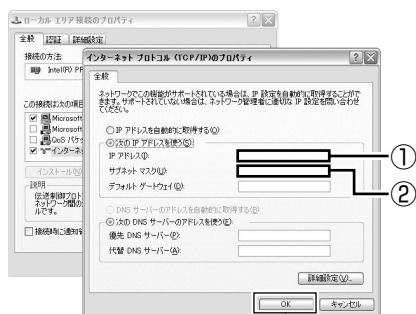 ローカル エリア接続のプロパティ
全般 認証 詳細設定
接続の方法:
Intel(R) PR
この接続は次の項目
Microsoft
Microsoft
QoS パケッ
インターネッ
インストール(N)
説明
伝送制御プロト
ネットワーク間の
ルです。
接続時に通知
インターネット プロトコル (TCP/IP)のプロパティ
全般
ネットワークでこの機能がサポートされている場合は、IP 設定を自動的に取得することがで
きます。サポートされていない場合は、ネットワーク管理者に適切な IP 設定を問い合わせ
てください。
IP アドレスを自動的に取得する(O)
次の IP アドレスを使う(S):
IP アドレス(I):
①
サブネット マスク(U):
②
デフォルト ゲートウェイ(D):
DNS サーバーのアドレスを自動的に取得する(B)
次の DNS サーバーのアドレスを使う(E):
優先 DNS サーバー(P):
代替 DNS サーバー(A):
詳細設定(V)...
OK キャンセル